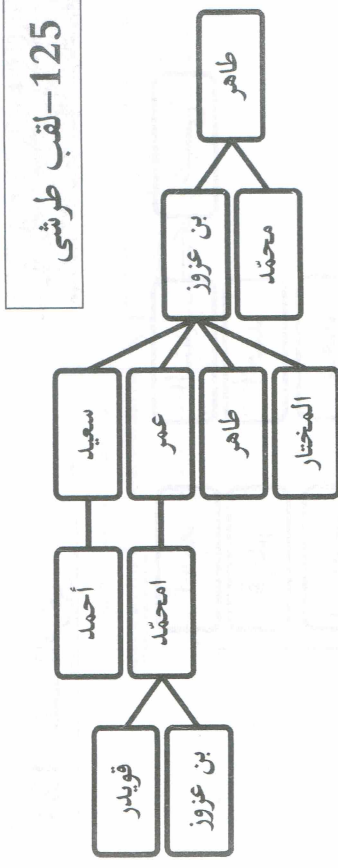 125-لقب طرشي
طاهر
بن عزوز
محمّد
سعيد
عمر
طاهر
المختار
أحمد
امحمّد
قويدر
بن عزوز